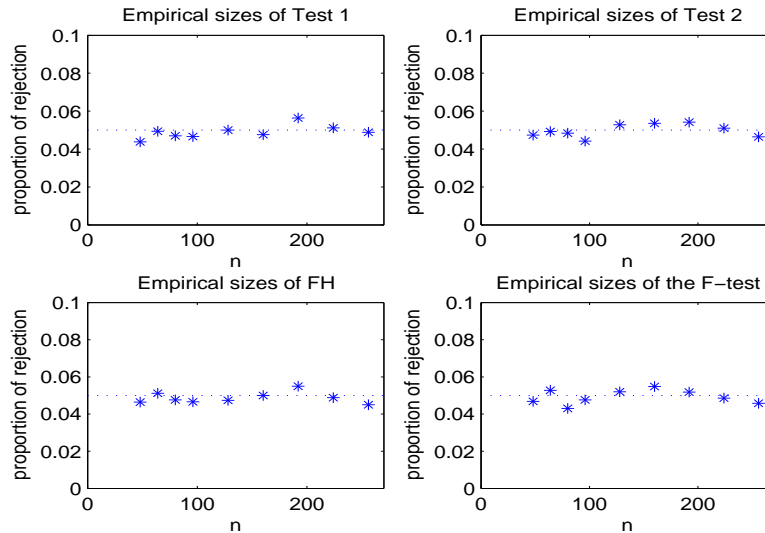 Empirical sizes of Test 1
proportion of rejection
0.1
0.08
0.06
0.04
0.02
0
0 100 200
n
Empirical sizes of Test 2
proportion of rejection
0.1
0.08
0.06
0.04
0.02
0
0 100 200
n
Empirical sizes of FH
proportion of rejection
0.1
0.08
0.06
0.04
0.02
0
0 100 200
n
Empirical sizes of the F−test
proportion of rejection
0.1
0.08
0.06
0.04
0.02
0
0 100 200
n